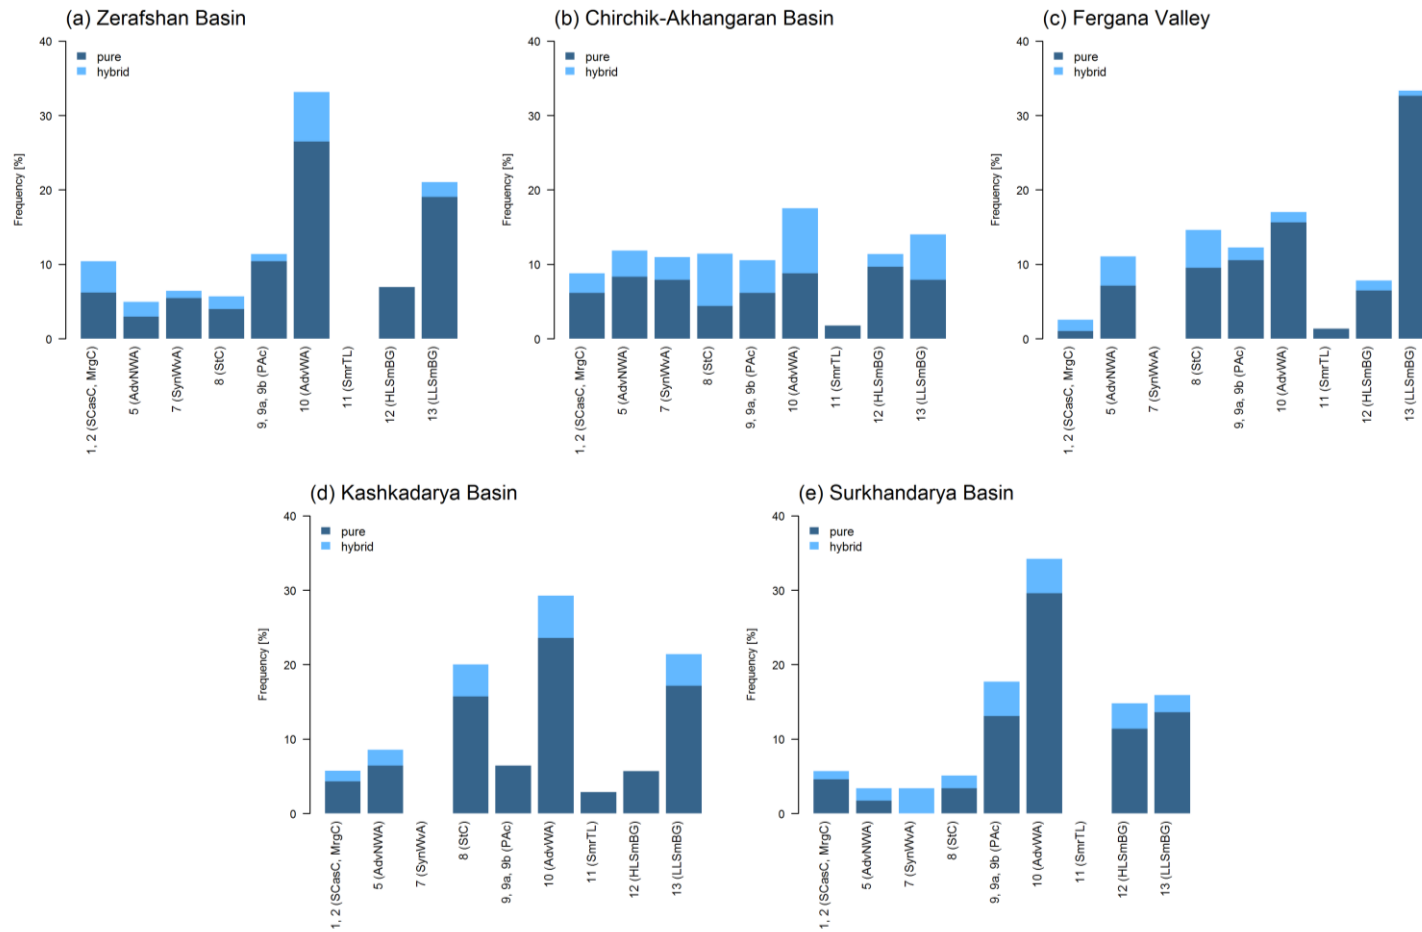 (a) Zerafshan Basin
40
30
20
10
0
Frequency [%]
pure
hybrid
1, 2 (SCasC, MrgC)
5 (AdvNWA)
7 (SynWvA)
8 (StC)
9, 9a, 9b (PAc)
10 (AdvWA)
11 (SmrTL)
12 (HLSmBG)
13 (LLSmBG)
(b) Chirchik-Akhangaran Basin
40
30
20
10
0
Frequency [%]
pure
hybrid
1, 2 (SCasC, MrgC)
5 (AdvNWA)
7 (SynWvA)
8 (StC)
9, 9a, 9b (PAc)
10 (AdvWA)
11 (SmrTL)
12 (HLSmBG)
13 (LLSmBG)
(c) Fergana Valley
40
30
20
10
0
Frequency [%]
pure
hybrid
1, 2 (SCasC, MrgC)
5 (AdvNWA)
7 (SynWvA)
8 (StC)
9, 9a, 9b (PAc)
10 (AdvWA)
11 (SmrTL)
12 (HLSmBG)
13 (LLSmBG)
(d) Kashkadarya Basin
40
30
20
10
0
Frequency [%]
pure
hybrid
1, 2 (SCasC, MrgC)
5 (AdvNWA)
7 (SynWvA)
8 (StC)
9, 9a, 9b (PAc)
10 (AdvWA)
11 (SmrTL)
12 (HLSmBG)
13 (LLSmBG)
(e) Surkhandarya Basin
40
30
20
10
0
Frequency [%]
pure
hybrid
1, 2 (SCasC, MrgC)
5 (AdvNWA)
7 (SynWvA)
8 (StC)
9, 9a, 9b (PAc)
10 (AdvWA)
11 (SmrTL)
12 (HLSmBG)
13 (LLSmBG)